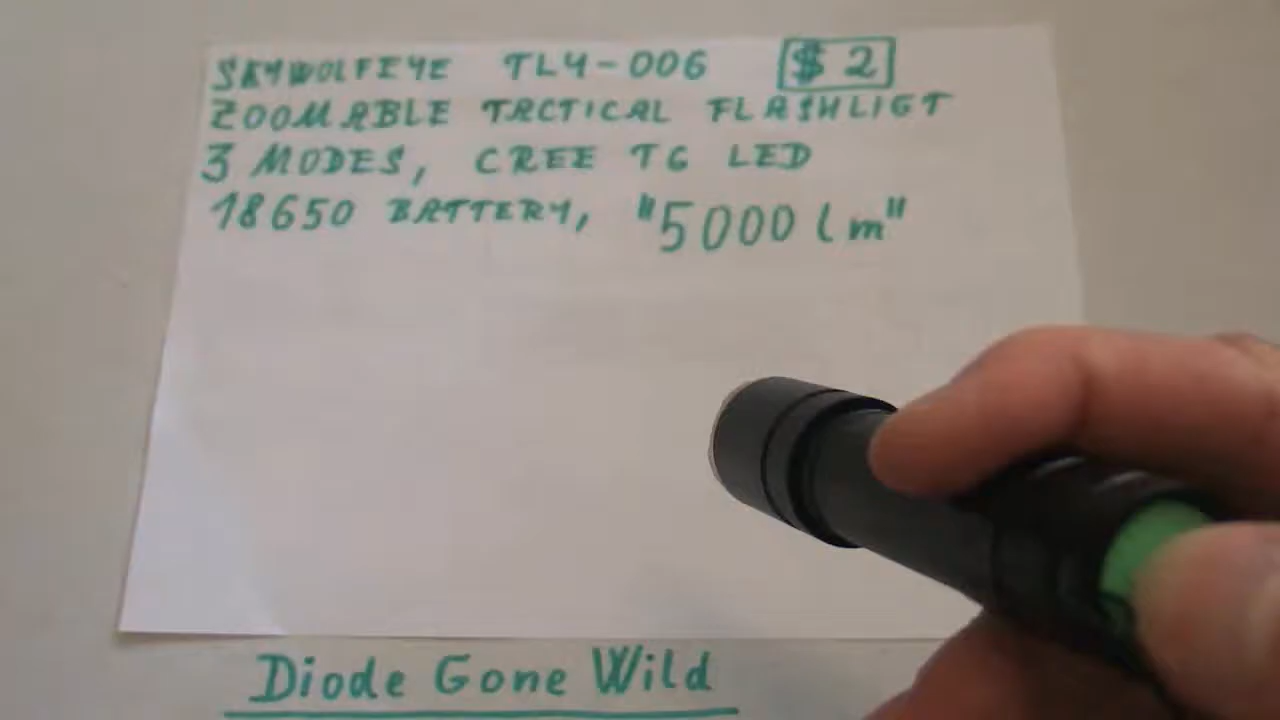 SKYWOLFEYE TL4-006 $2
ZOOMABLE TACTICAL FLASHLIGT
3 MODES, CREE T6 LED
18650 BATTERY, "5000 lm"
Diode Gone Wild